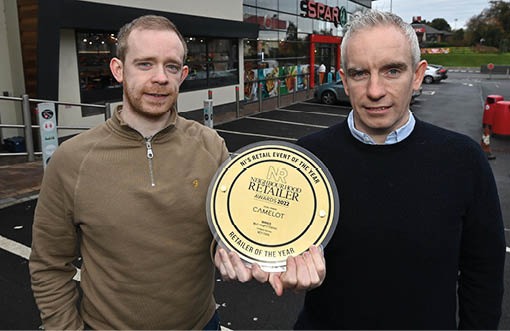 SPAR
NI'S RETAIL EVENT OF THE YEAR
NR
NEIGHBOURHOOD
RETAILER
AWARDS 2022
CAMELOT
RETAILER OF THE YEAR